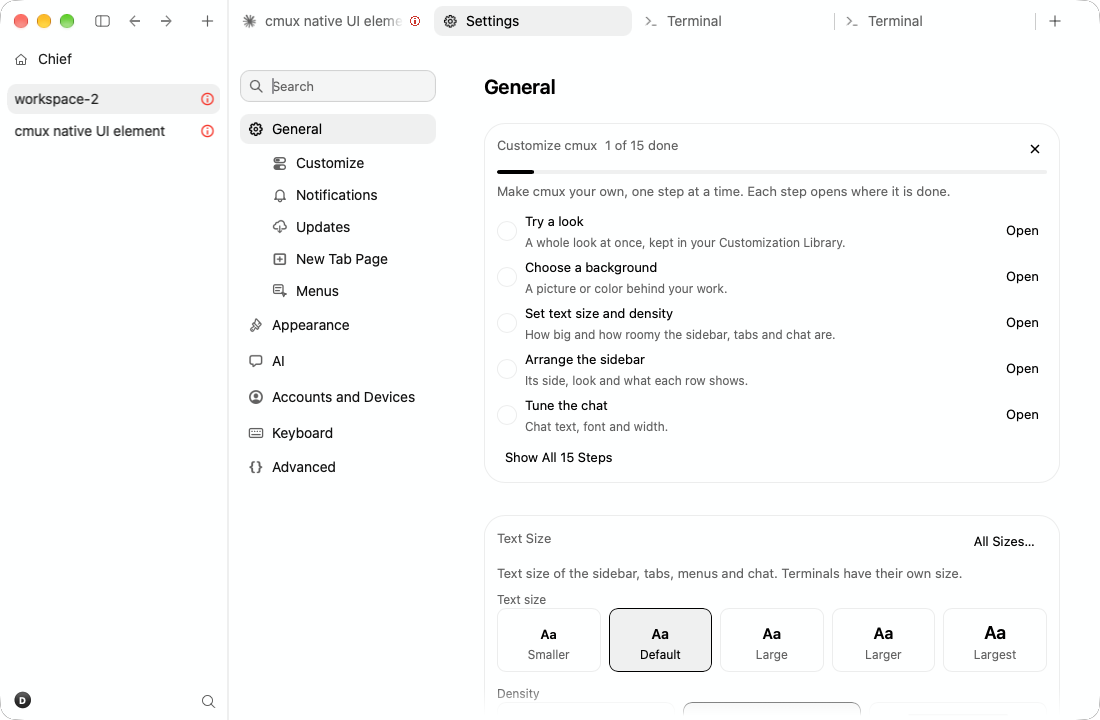 cmux native UI eleme
Settings
Terminal
Terminal
Chief
workspace-2
cmux native UI element
Search
General
Customize
Notifications
Updates
New Tab Page
Menus
Appearance
AI
Accounts and Devices
Keyboard
Advanced
D
General
Customize cmux 1 of 15 done
Make cmux your own, one step at a time. Each step opens where it is done.
Try a look
A whole look at once, kept in your Customization Library.
Open
Choose a background
A picture or color behind your work.
Open
Set text size and density
How big and how roomy the sidebar, tabs and chat are.
Open
Arrange the sidebar
Its side, look and what each row shows.
Open
Tune the chat
Chat text, font and width.
Open
Show All 15 Steps
Text Size
All Sizes...
Text size of the sidebar, tabs, menus and chat. Terminals have their own size.
Text size
Aa Aa Aa Aa Aa
Smaller Default Large Larger Largest
Density